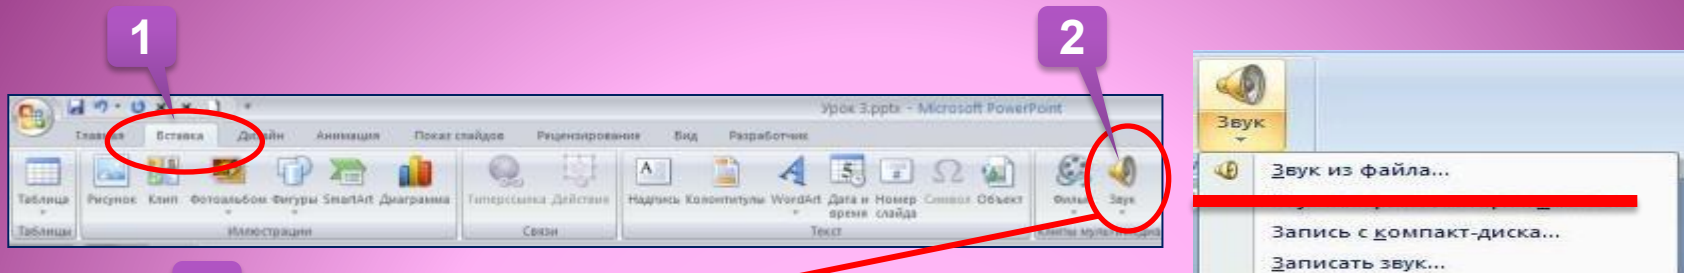 1
2
Урок 3.pptx - Microsoft PowerPoint
Главная Вставка Дизайн Анимация Показ слайдов Рецензирование Вид Разработчик
Таблица Рисунок Клип Фотоальбом Фигуры SmartArt Диаграмма Гиперссылка Действие Надпись Колонтитулы WordArt Дата и время Номер слайда Символ Объект Фильм Звук
Таблицы Иллюстрации Связи Текст Клипы мультимедиа
Звук
Звук из файла...
Запись с компакт-диска...
Записать звук...